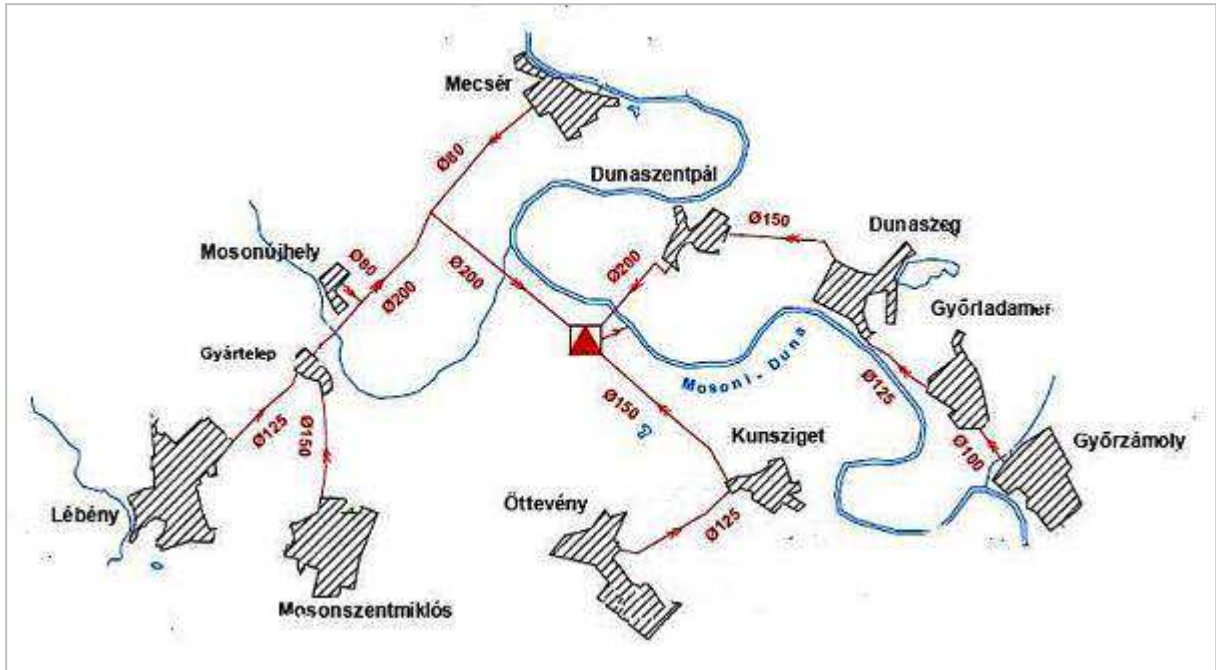 Mecsér
Ø80
Dunaszentpál
Ø150
Dunaszeg
Mosonújhely
Ø80
Ø200
Ø200
Ø200
Győrladamér
Gyártelep
Mosoni - Duna
Ø125
Ø150
Ø125
Ø150
Kunsziget
Ø100
Győrzámoly
Lébény
Öttevény
Ø125
Mosonszentmiklós